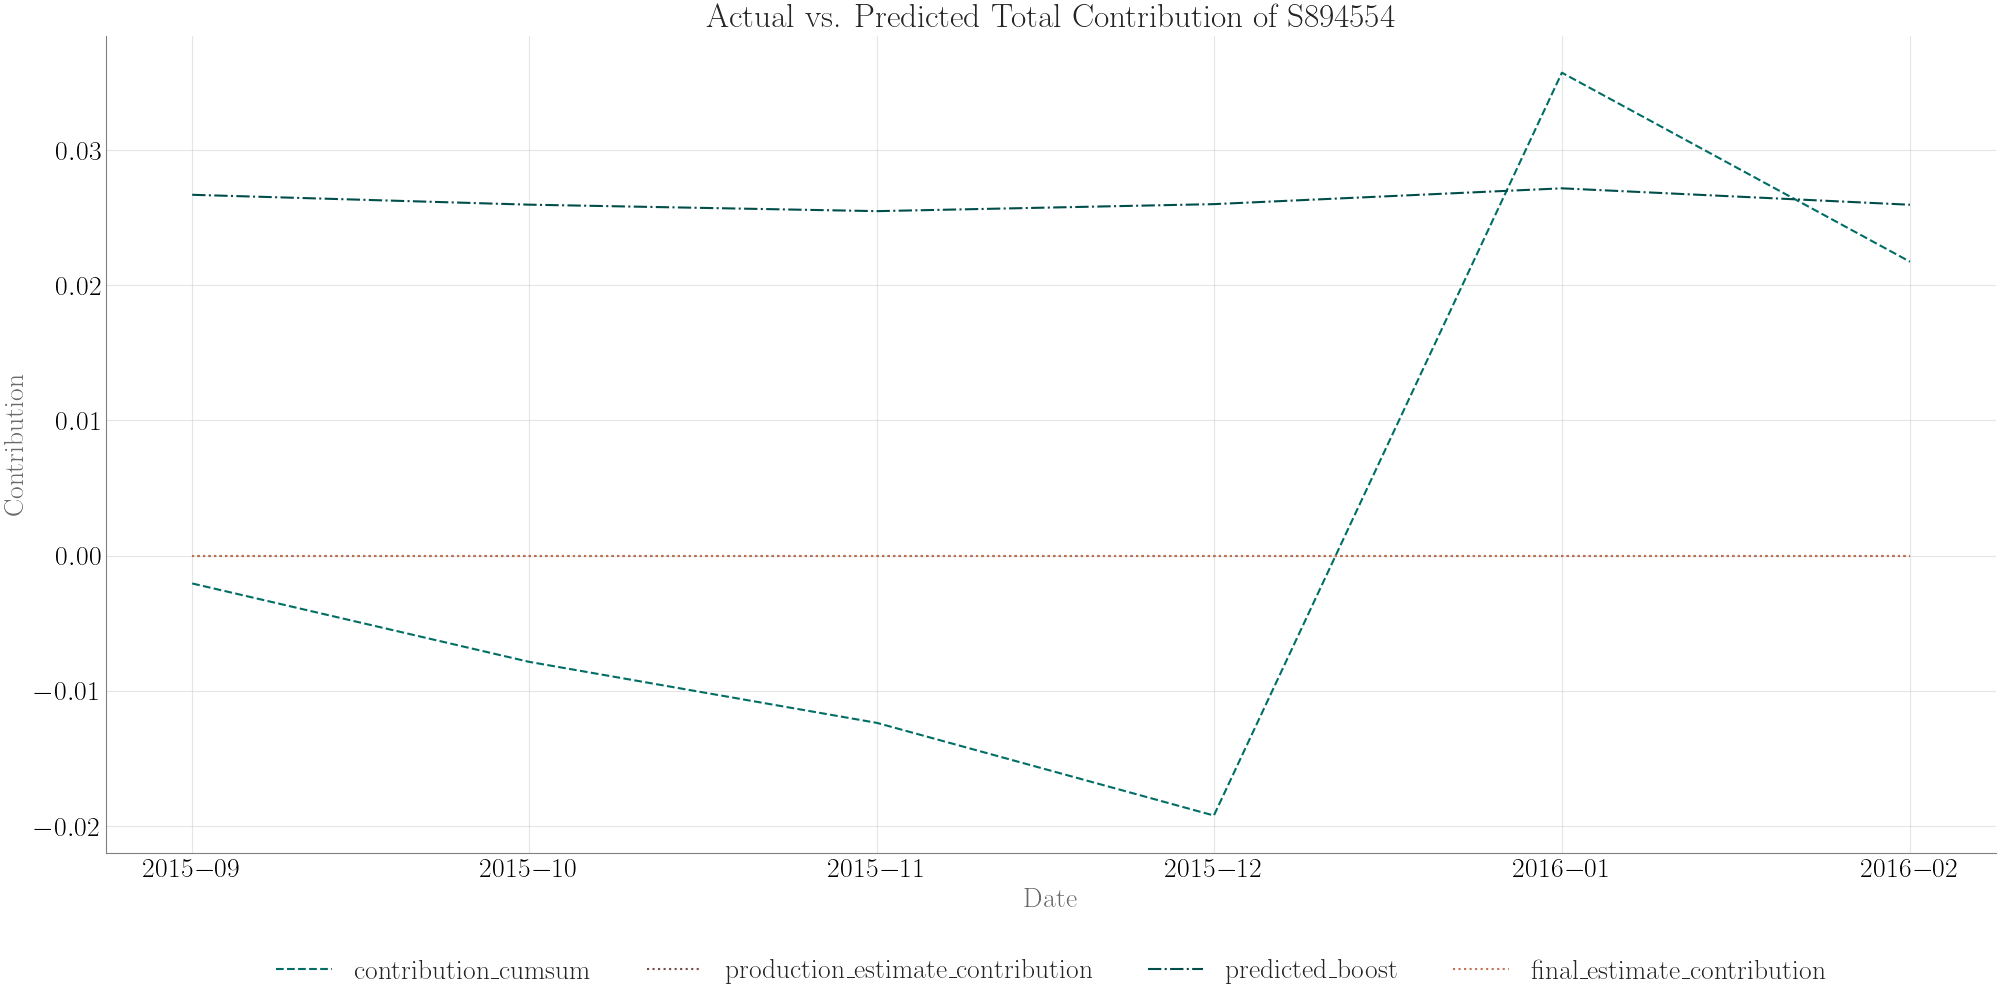 Actual vs. Predicted Total Contribution of S894554
Contribution
0.03
0.02
0.01
0.00
−0.01
−0.02
2015−09 2015−10 2015−11 2015−12 2016−01 2016−02
Date
contribution_cumsum production_estimate_contribution predicted_boost final_estimate_contribution